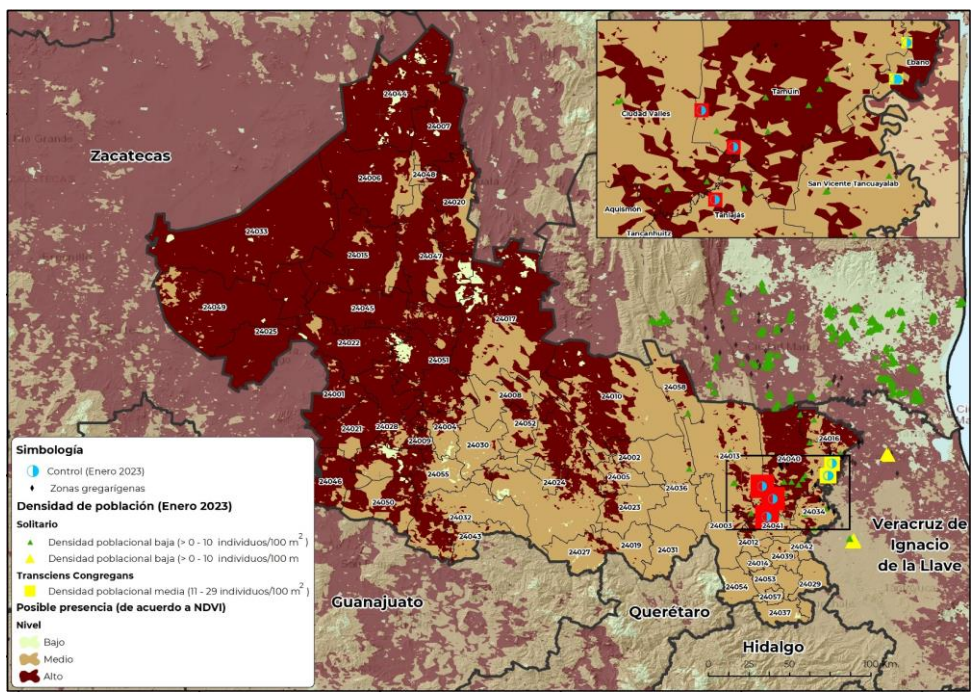 Zacatecas
24044
24007
24006
24048
24020
24033
24015
24047
24049
24045
24025
24017
24022
24051
24001
24008
24010
24058
24021
24028
24004
24052
24009
24030
24013
24040
24016
24002
24055
24024
24005
24046
24036
24050
24023
24034
24032
24003
24041
24043
24027
24019
24031
24012
24042
24039
24014
24053
24054
24029
24057
24037
Guanajuato
Querétaro
Hidalgo
Veracruz de
Ignacio
de la Llave
0 25 50 100 Km
Ebano
Tamuín
Ciudad Valles
San Vicente Tancuayalab
Aquismón
Tanlajás
Tancanhuitz
Simbología
Control (Enero 2023)
Zonas gregarígenas
Densidad de población (Enero 2023)
Solitario
Densidad poblacional baja (> 0 - 10 individuos/100 m²)
Densidad poblacional baja (> 0 - 10 individuos/100 m
Transciens Congregans
Densidad poblacional media (11 - 29 individuos/100 m²)
Posible presencia (de acuerdo a NDVI)
Nivel
Bajo
Medio
Alto